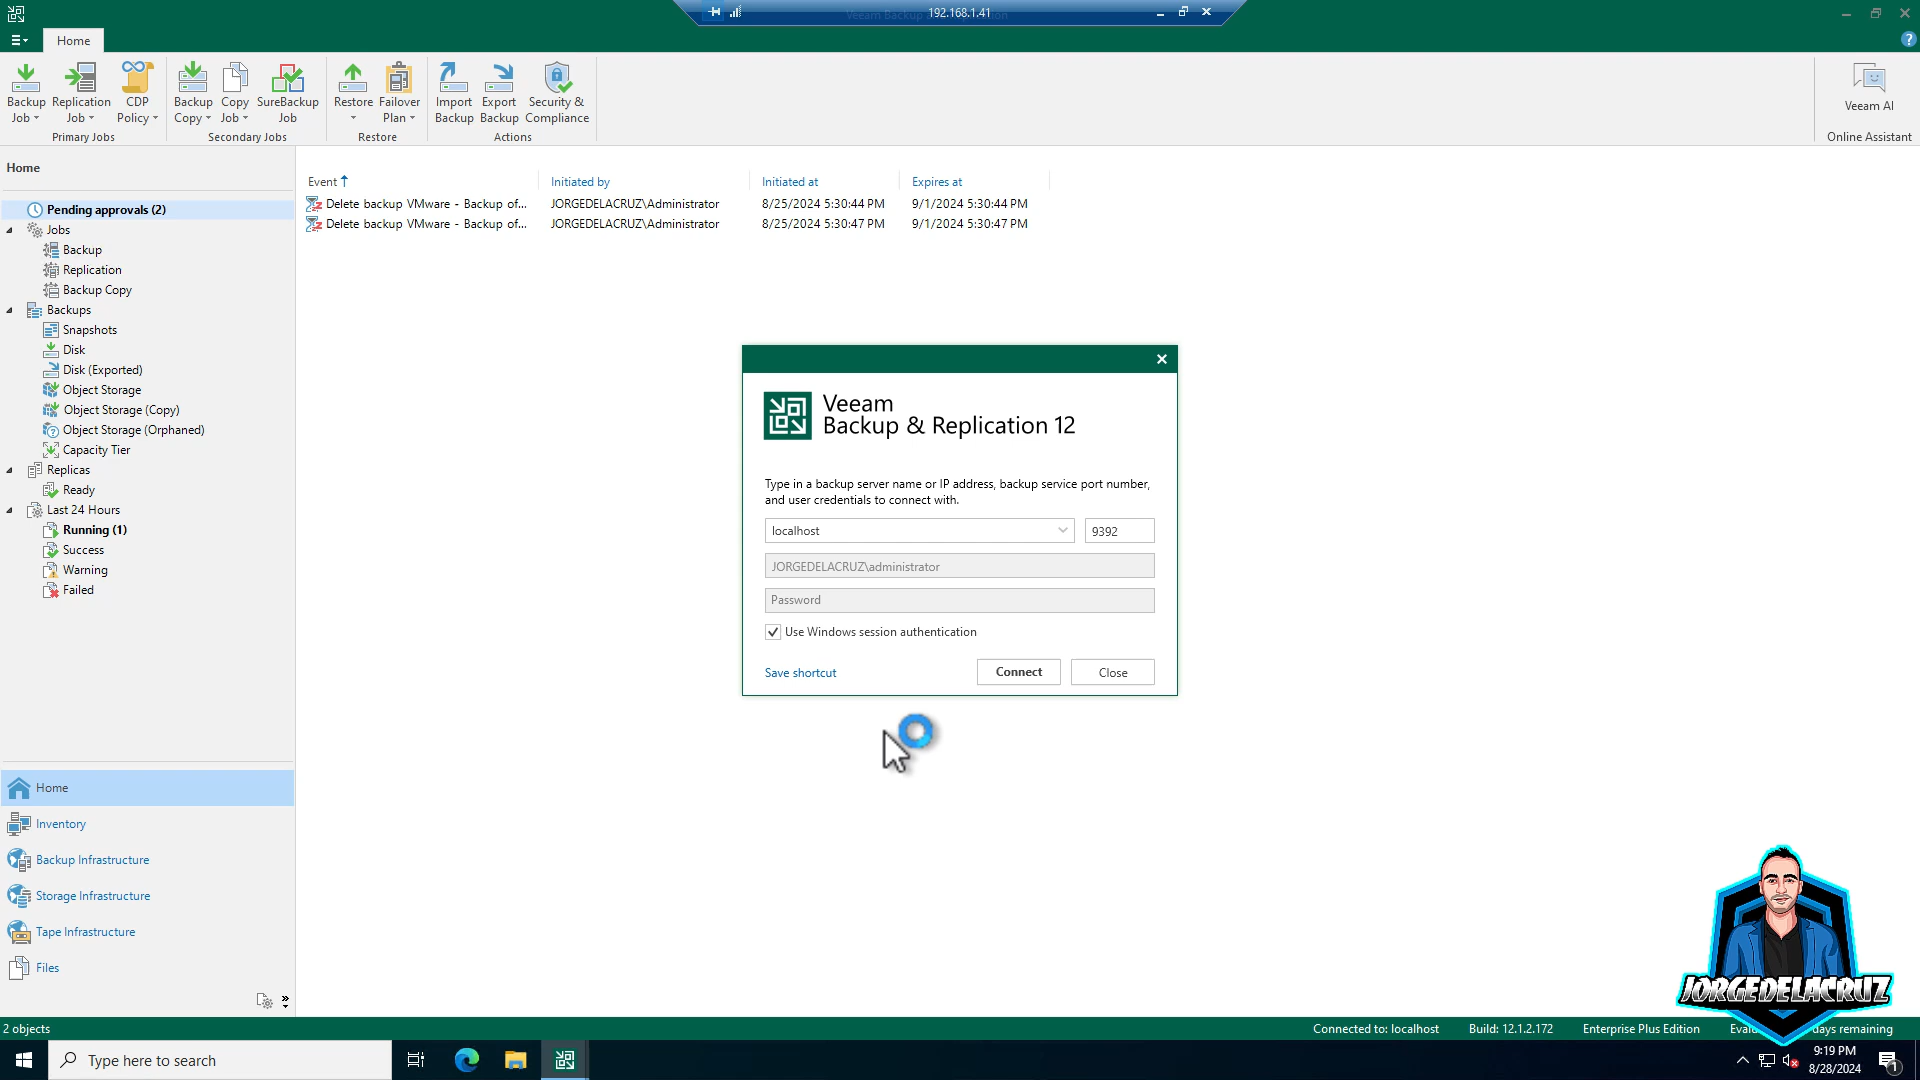 192.168.1.41
Home
Backup Job
Replication Job
CDP Policy
Backup Copy
Copy Job
SureBackup Job
Restore
Failover Plan
Import Backup
Export Backup
Security & Compliance
Veeam AI
Primary Jobs
Secondary Jobs
Restore
Actions
Online Assistant
Home
Pending approvals (2)
Jobs
Backup
Replication
Backup Copy
Backups
Snapshots
Disk
Disk (Exported)
Object Storage
Object Storage (Copy)
Object Storage (Orphaned)
Capacity Tier
Replicas
Ready
Last 24 Hours
Running (1)
Success
Warning
Failed
Home
Inventory
Backup Infrastructure
Storage Infrastructure
Tape Infrastructure
Files
Event Initiated by Initiated at Expires at
Delete backup VMware - Backup of... JORGEDELACRUZ\Administrator 8/25/2024 5:30:44 PM 9/1/2024 5:30:44 PM
Delete backup VMware - Backup of... JORGEDELACRUZ\Administrator 8/25/2024 5:30:47 PM 9/1/2024 5:30:47 PM
Veeam
Backup & Replication 12
Type in a backup server name or IP address, backup service port number,
and user credentials to connect with.
localhost 9392
JORGEDELACRUZ\administrator
Password
Use Windows session authentication
Save shortcut Connect Close
JORGEDELACRUZ
2 objects Connected to: localhost Build: 12.1.2.172 Enterprise Plus Edition days remaining
Type here to search
9:19 PM
8/28/2024
1